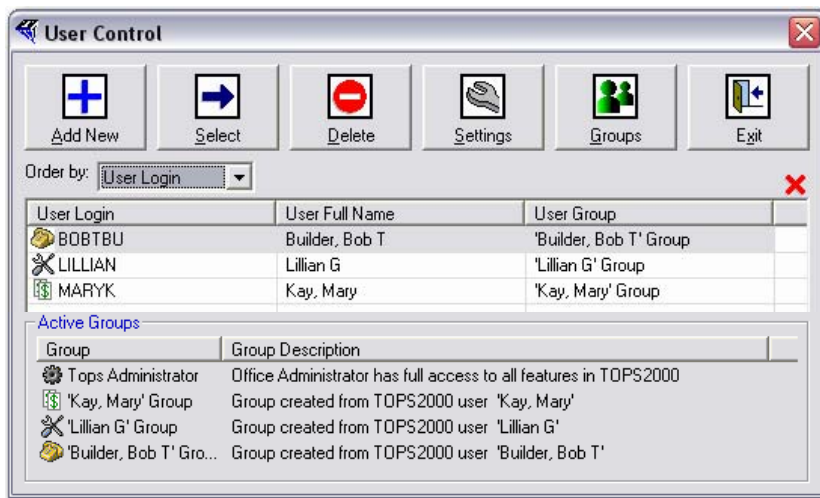 User Control
Add New Select Delete Settings Groups Exit
Order by: User Login
User Login User Full Name User Group
BOBTBU Builder, Bob T 'Builder, Bob T' Group
LILLIAN Lillian G 'Lillian G' Group
MARYK Kay, Mary 'Kay, Mary' Group
Active Groups
Group Group Description
Tops Administrator Office Administrator has full access to all features in TOPS2000
'Kay, Mary' Group Group created from TOPS2000 user 'Kay, Mary'
'Lillian G' Group Group created from TOPS2000 user 'Lillian G'
'Builder, Bob T' Gro... Group created from TOPS2000 user 'Builder, Bob T'